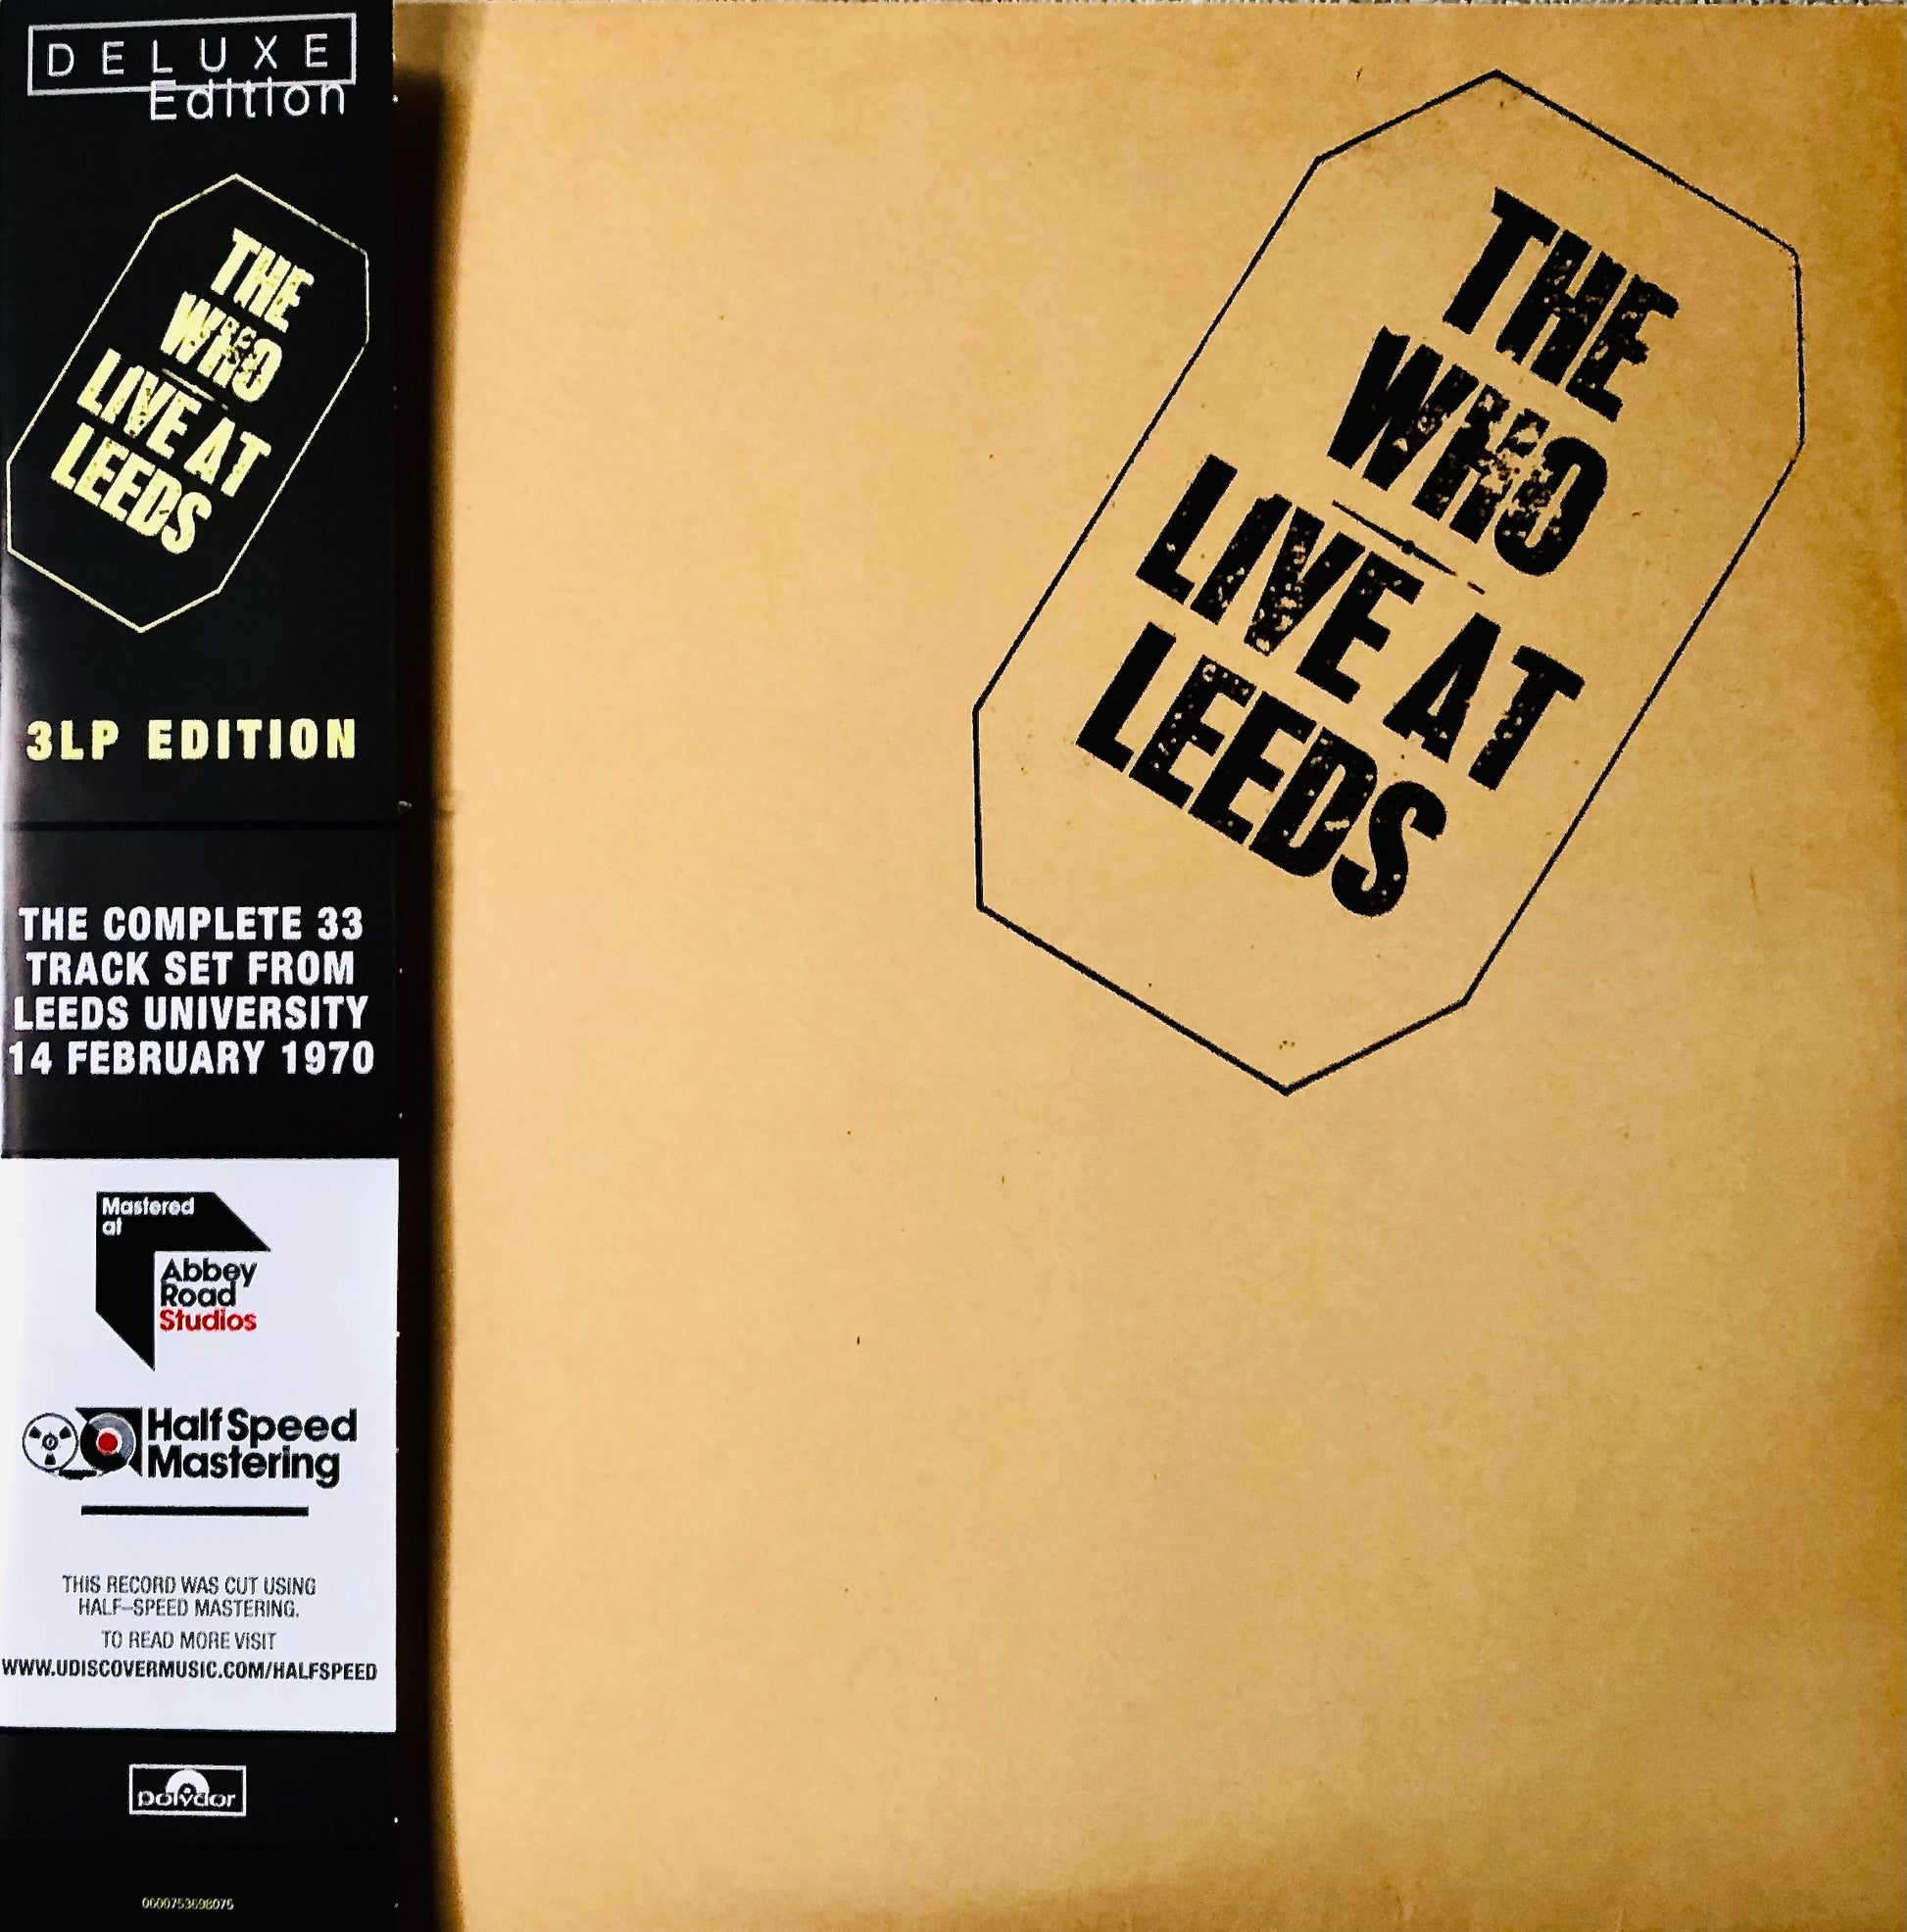 DELUXE
Edition
THE
WHO
LIVE AT
LEEDS
3LP EDITION
THE COMPLETE 33
TRACK SET FROM
LEEDS UNIVERSITY
14 FEBRUARY 1970
Mastered
at
Abbey
Road
Studios
Half Speed
Mastering
THIS RECORD WAS CUT USING
HALF-SPEED MASTERING.
TO READ MORE VISIT
WWW.UDISCOVERMUSIC.COM/HALFSPEED
polydor
THE
WHO
LIVE AT
LEEDS